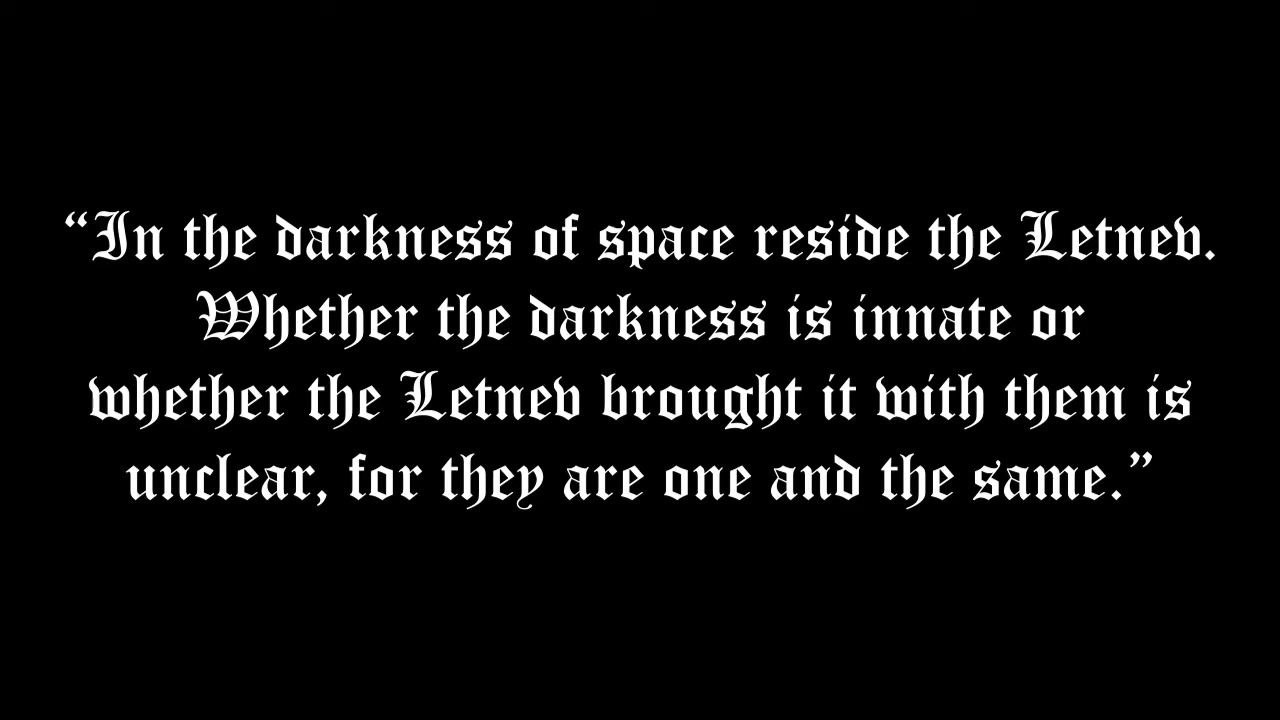 “In the darkness of space reside the Letnev.
Whether the darkness is innate or
whether the Letnev brought it with them is
unclear, for they are one and the same.”